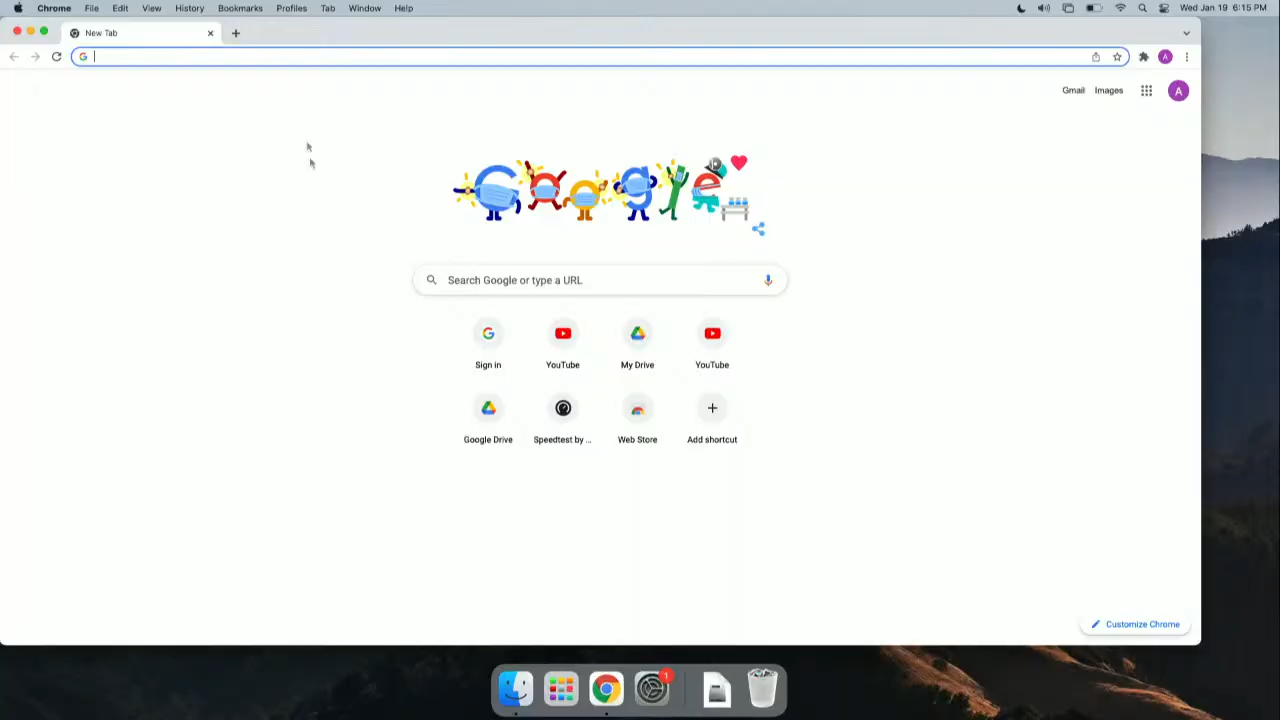 Chrome File Edit View History Bookmarks Profiles Tab Window Help Wed Jan 19 6:15 PM
New Tab
Gmail Images A
Google
Search Google or type a URL
Sign in YouTube My Drive YouTube
Google Drive Speedtest by ... Web Store Add shortcut
Customize Chrome
1